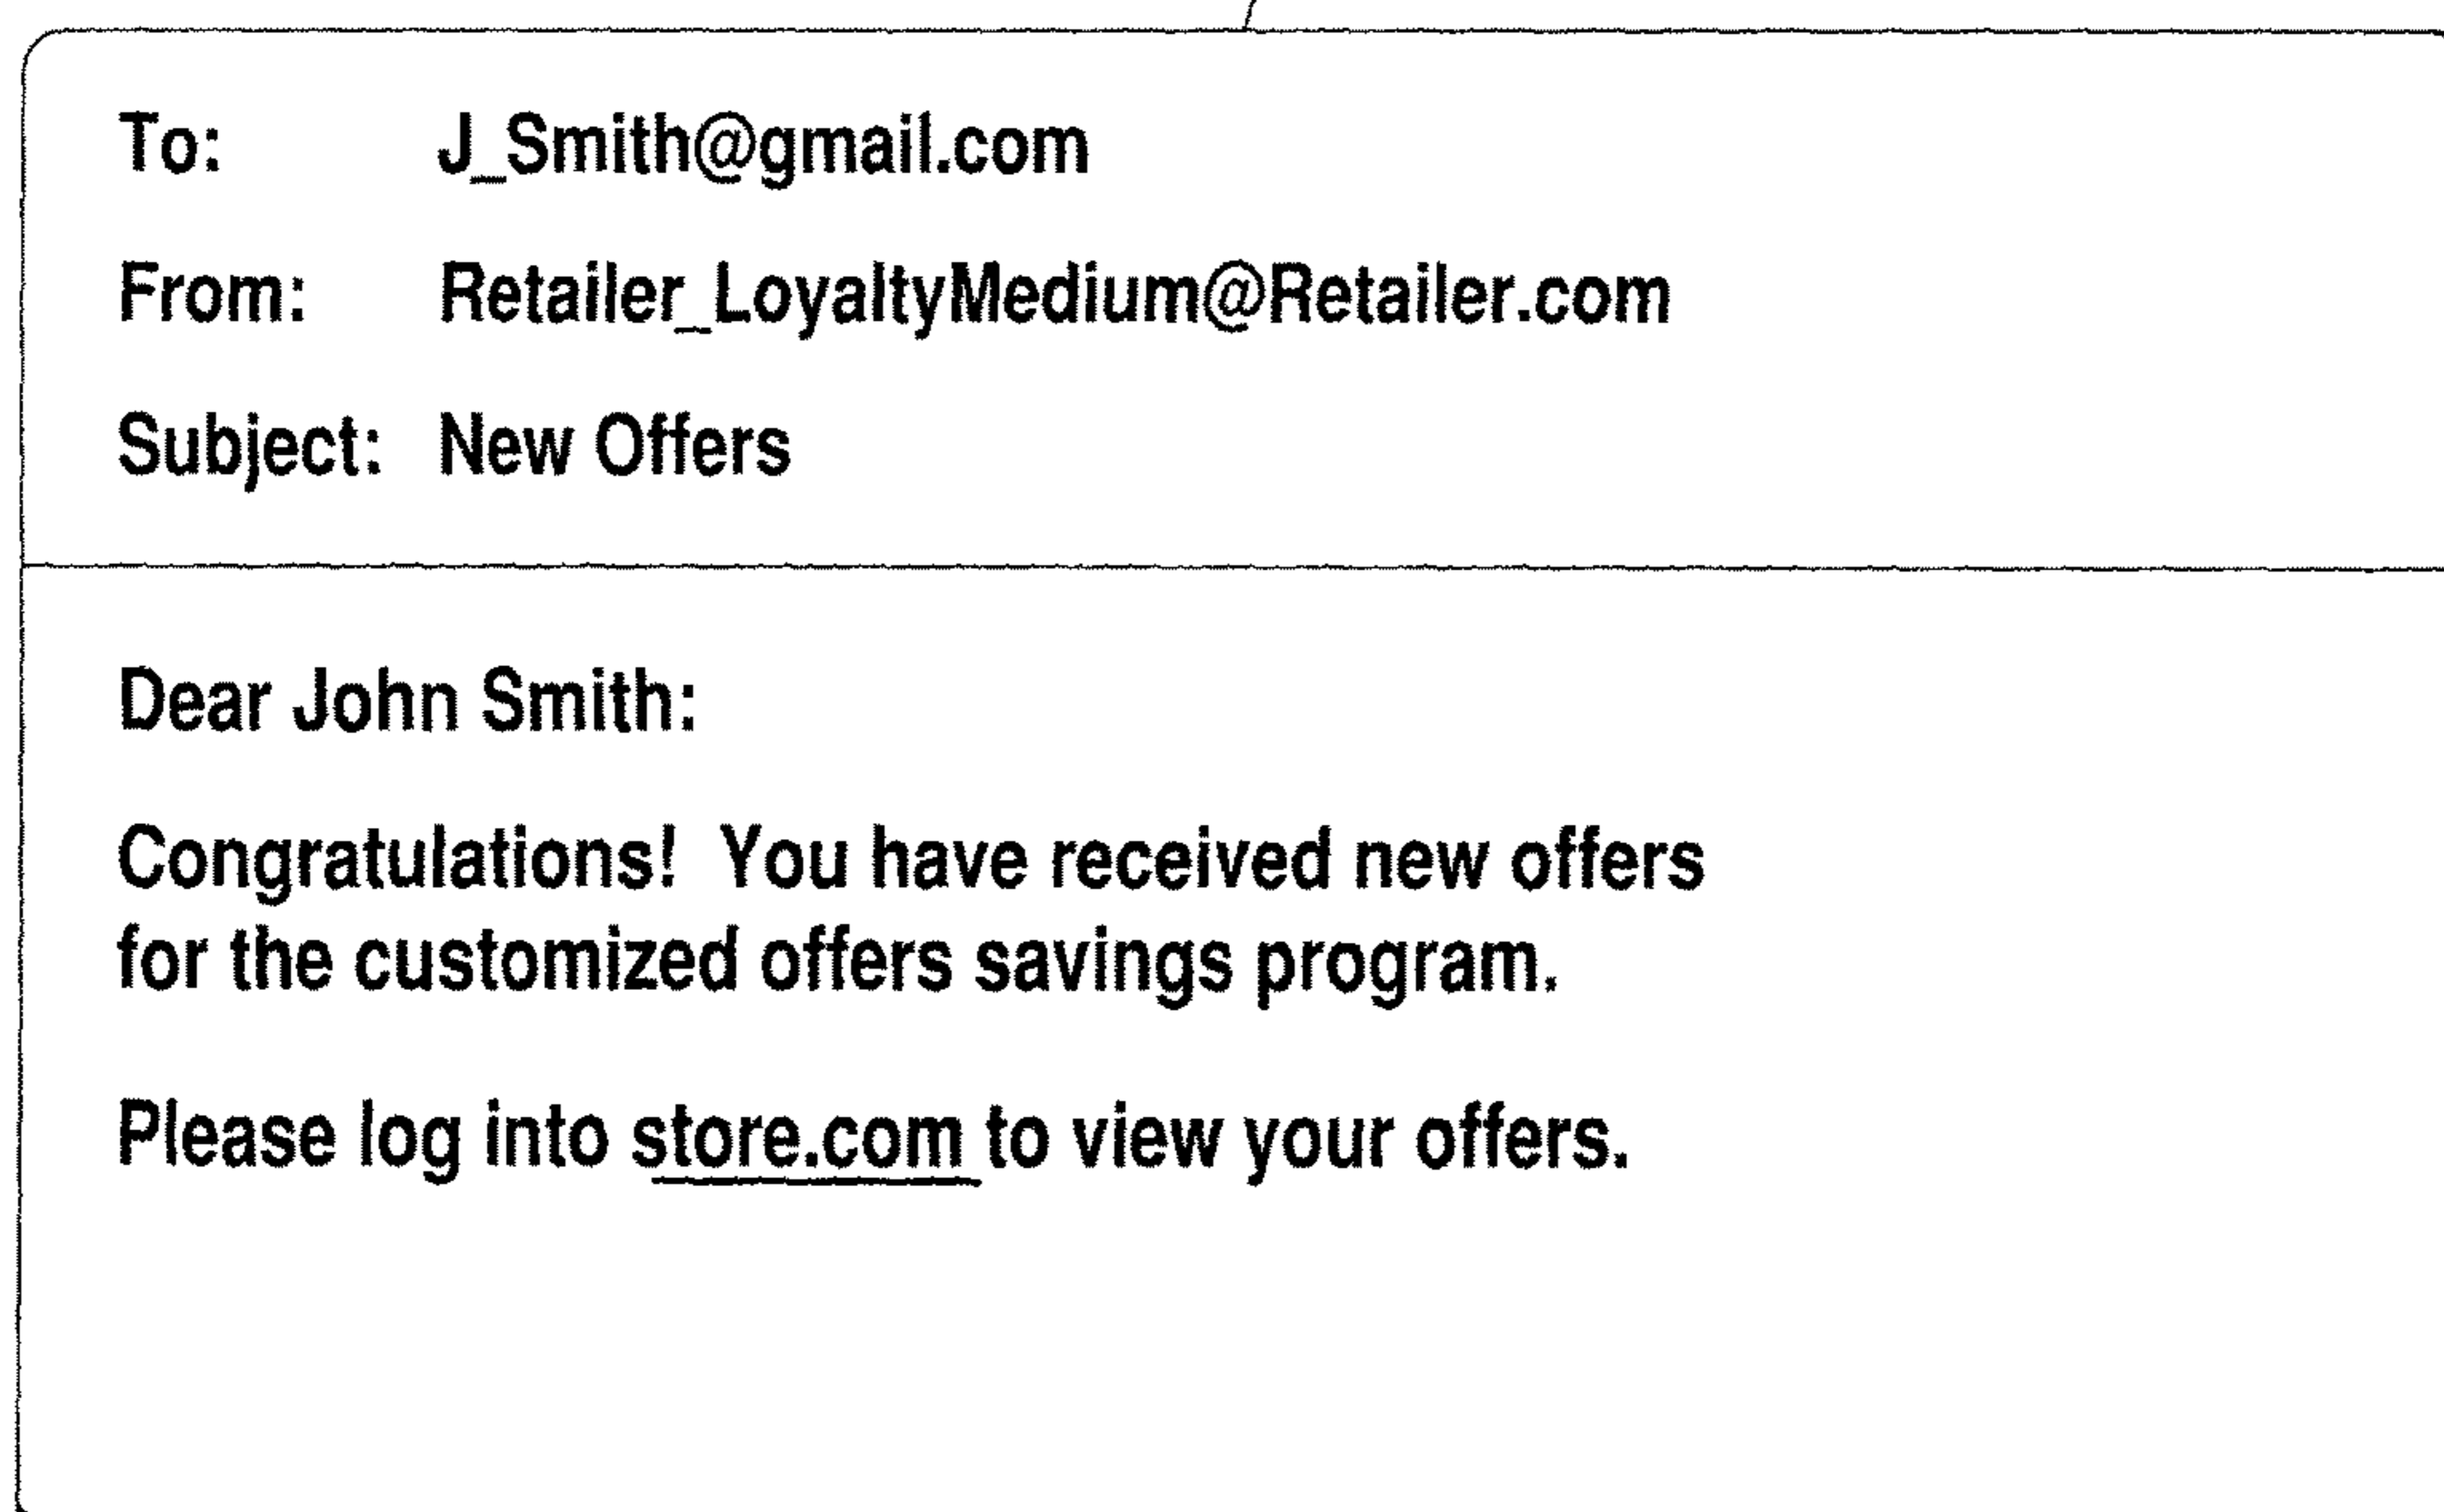 To: J_Smith@gmail.com
From: Retailer_LoyaltyMedium@Retailer.com
Subject: New Offers
Dear John Smith:
Congratulations! You have received new offers
for the customized offers savings program.
Please log into store.com to view your offers.